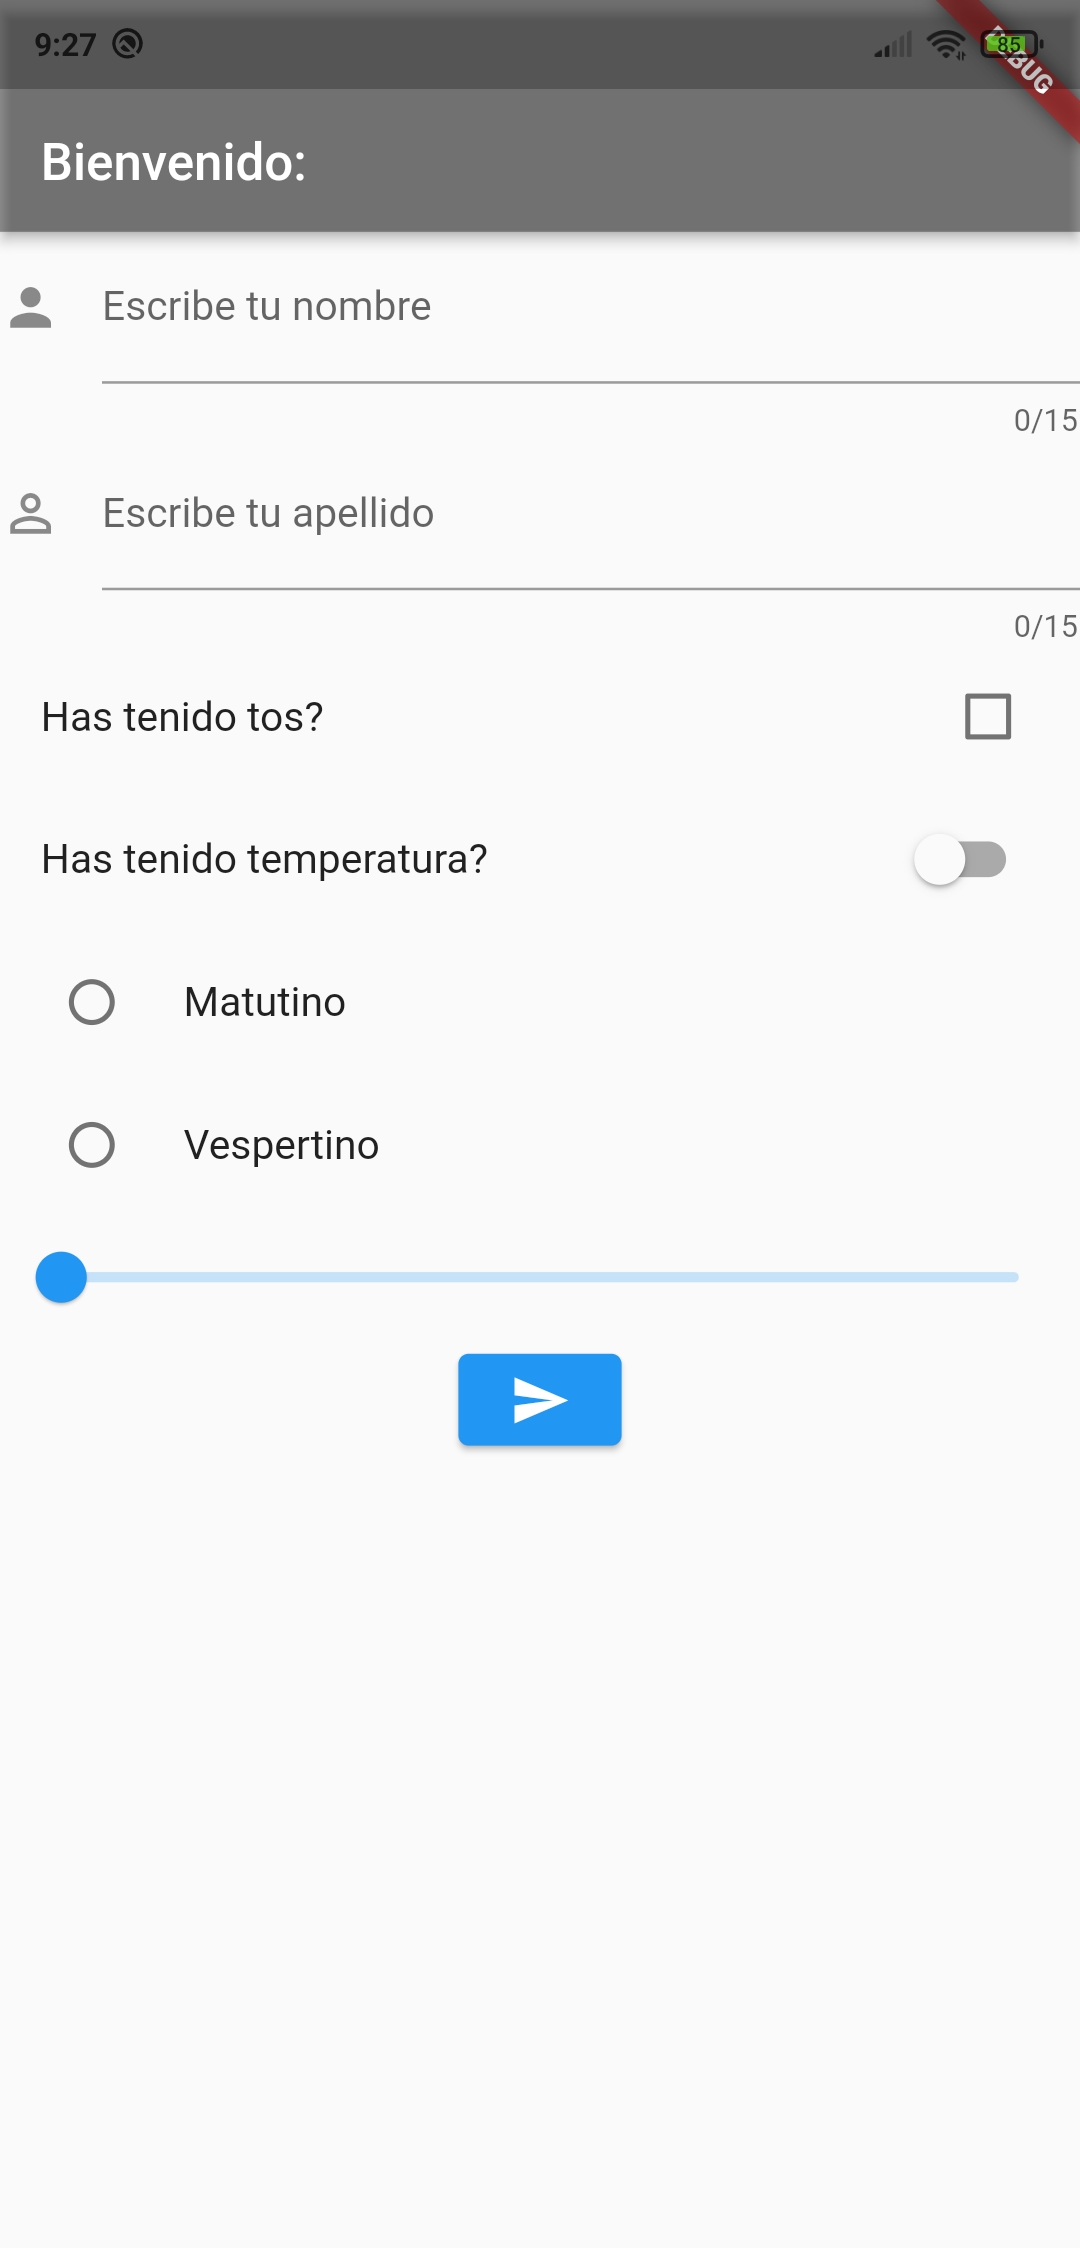 9:27
85
DEBUG
Bienvenido:
Escribe tu nombre
0/15
Escribe tu apellido
0/15
Has tenido tos?
Has tenido temperatura?
Matutino
Vespertino